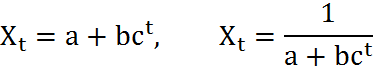 Xₜ = a + bcᵗ,  Xₜ = 1 / (a + bcᵗ)